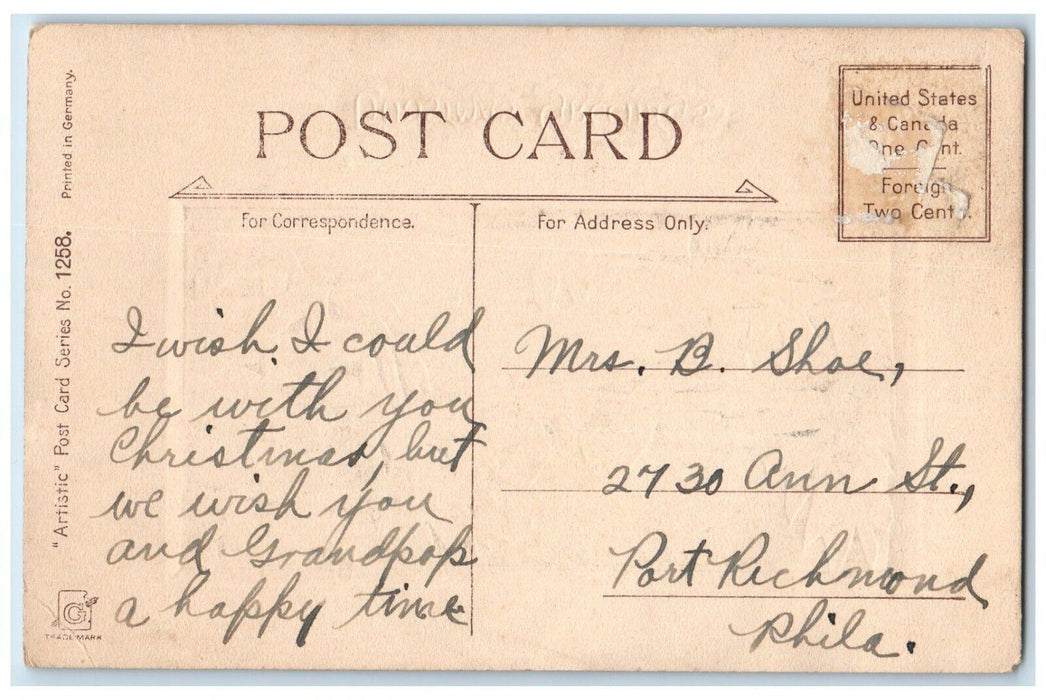 POST CARD
For Correspondence.
For Address Only.
United States
& Canada
One Cent.
Foreign
Two Cents.
Printed in Germany.
"Artistic" Post Card Series No. 1258.
TRADE MARK
I wish I could
be with you
Christmas, but
we wish you
and Grandpop
a happy time
Mrs. B. Shoe,
2730 Ann St.,
Port Richmond
Phila.